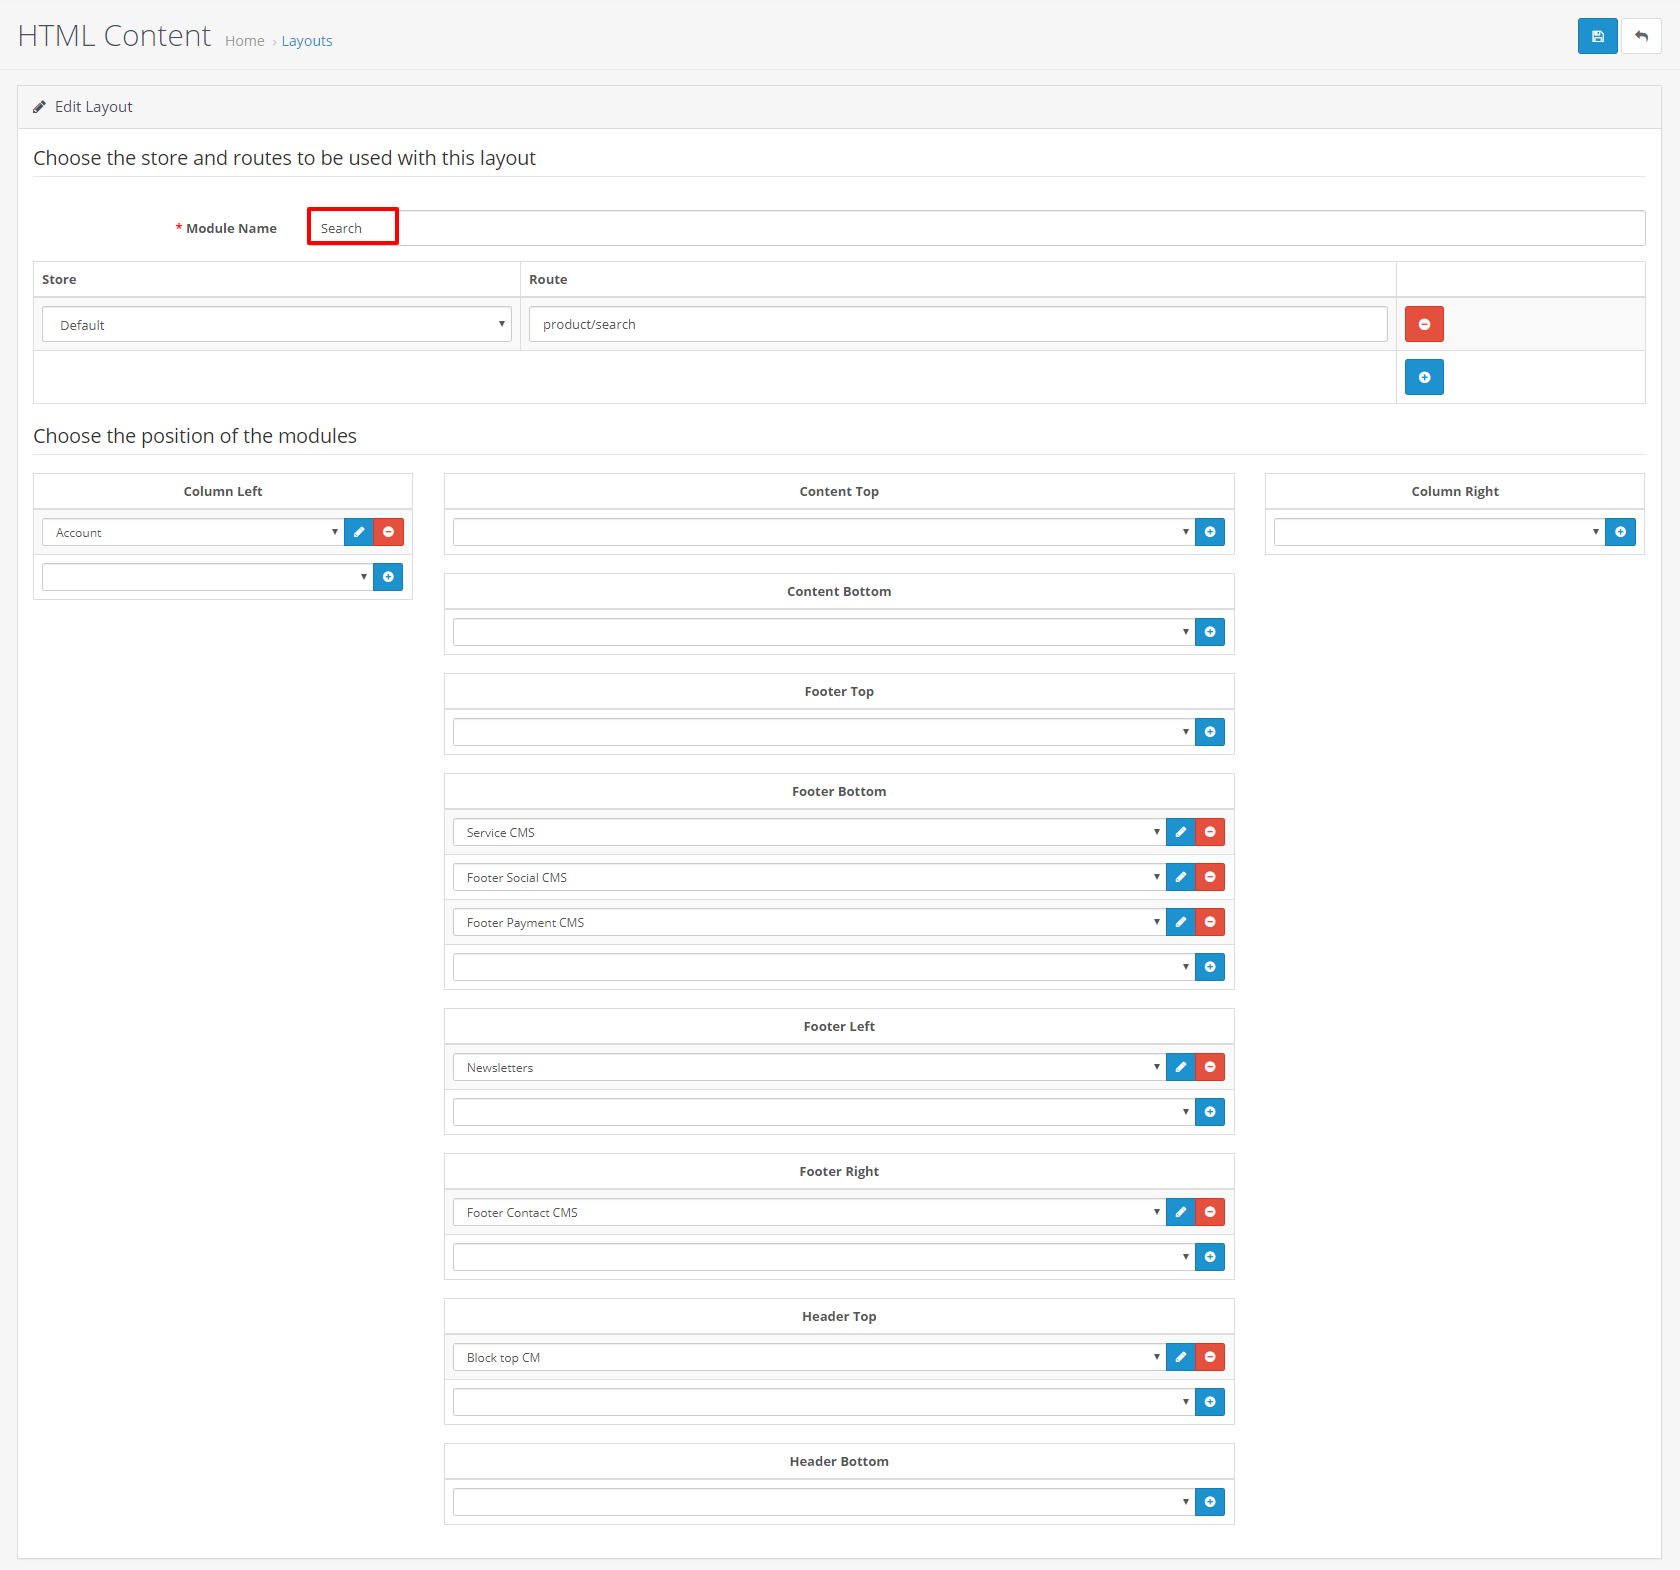 HTML Content Home › Layouts
Edit Layout
Choose the store and routes to be used with this layout
* Module Name Search
Store Route
Default product/search
Choose the position of the modules
Column Left Content Top Column Right
Account
Content Bottom
Footer Top
Footer Bottom
Service CMS
Footer Social CMS
Footer Payment CMS
Footer Left
Newsletters
Footer Right
Footer Contact CMS
Header Top
Block top CM
Header Bottom